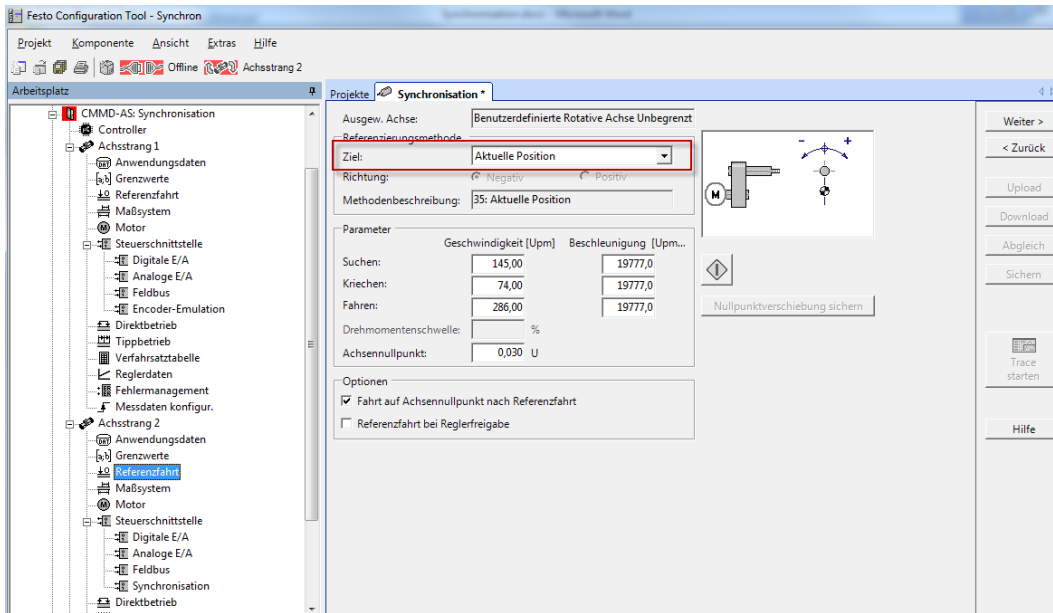 Festo Configuration Tool - Synchron
Projekt Komponente Ansicht Extras Hilfe
Offline Achsstrang 2
Arbeitsplatz
CMMD-AS: Synchronisation
Controller
Achsstrang 1
Anwendungsdaten
Grenzwerte
Referenzfahrt
Maßsystem
Motor
Steuerschnittstelle
Digitale E/A
Analoge E/A
Feldbus
Encoder-Emulation
Direktbetrieb
Tippbetrieb
Verfahrsatztabelle
Reglerdaten
Fehlermanagement
Messdaten konfigur.
Achsstrang 2
Anwendungsdaten
Grenzwerte
Referenzfahrt
Maßsystem
Motor
Steuerschnittstelle
Digitale E/A
Analoge E/A
Feldbus
Synchronisation
Direktbetrieb
Projekte Synchronisation *
Ausgew. Achse: Benutzerdefinierte Rotative Achse Unbegrenzt
Referenzierungsmethode
Ziel: Aktuelle Position
Richtung: Negativ Positiv
Methodenbeschreibung: 35: Aktuelle Position
Parameter
Geschwindigkeit [Upm] Beschleunigung [Upm...
Suchen: 145,00 19777,0
Kriechen: 74,00 19777,0
Fahren: 286,00 19777,0
Drehmomentenschwelle: %
Achsennullpunkt: 0,030 U
Optionen
Fahrt auf Achsennullpunkt nach Referenzfahrt
Referenzfahrt bei Reglerfreigabe
- +
M
Nullpunktverschiebung sichern
Weiter >
< Zurück
Upload
Download
Abgleich
Sichern
Trace
starten
Hilfe